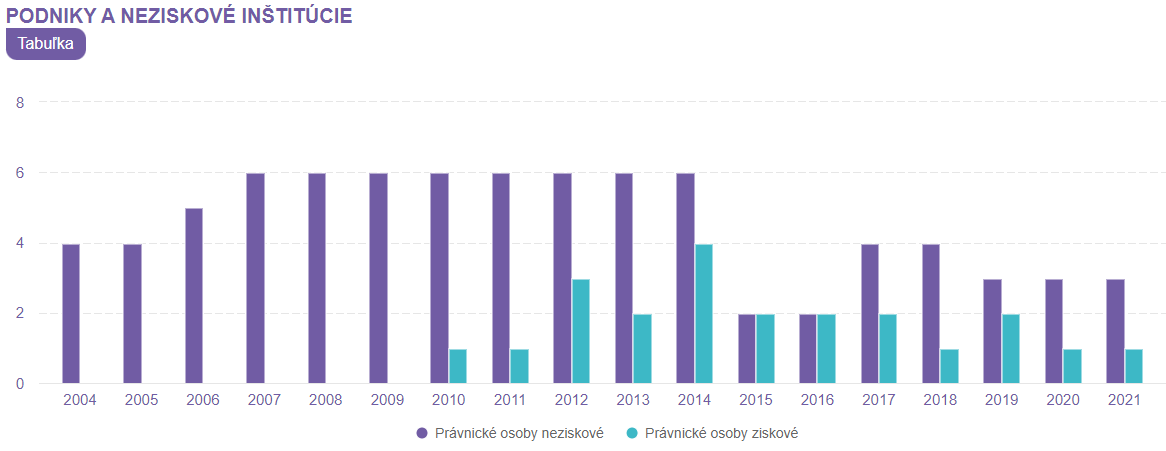 PODNIKY A NEZISKOVÉ INŠTITÚCIE
Tabuľka
8
6
4
2
0
2004 2005 2006 2007 2008 2009 2010 2011 2012 2013 2014 2015 2016 2017 2018 2019 2020 2021
Právnické osoby neziskové Právnické osoby ziskové